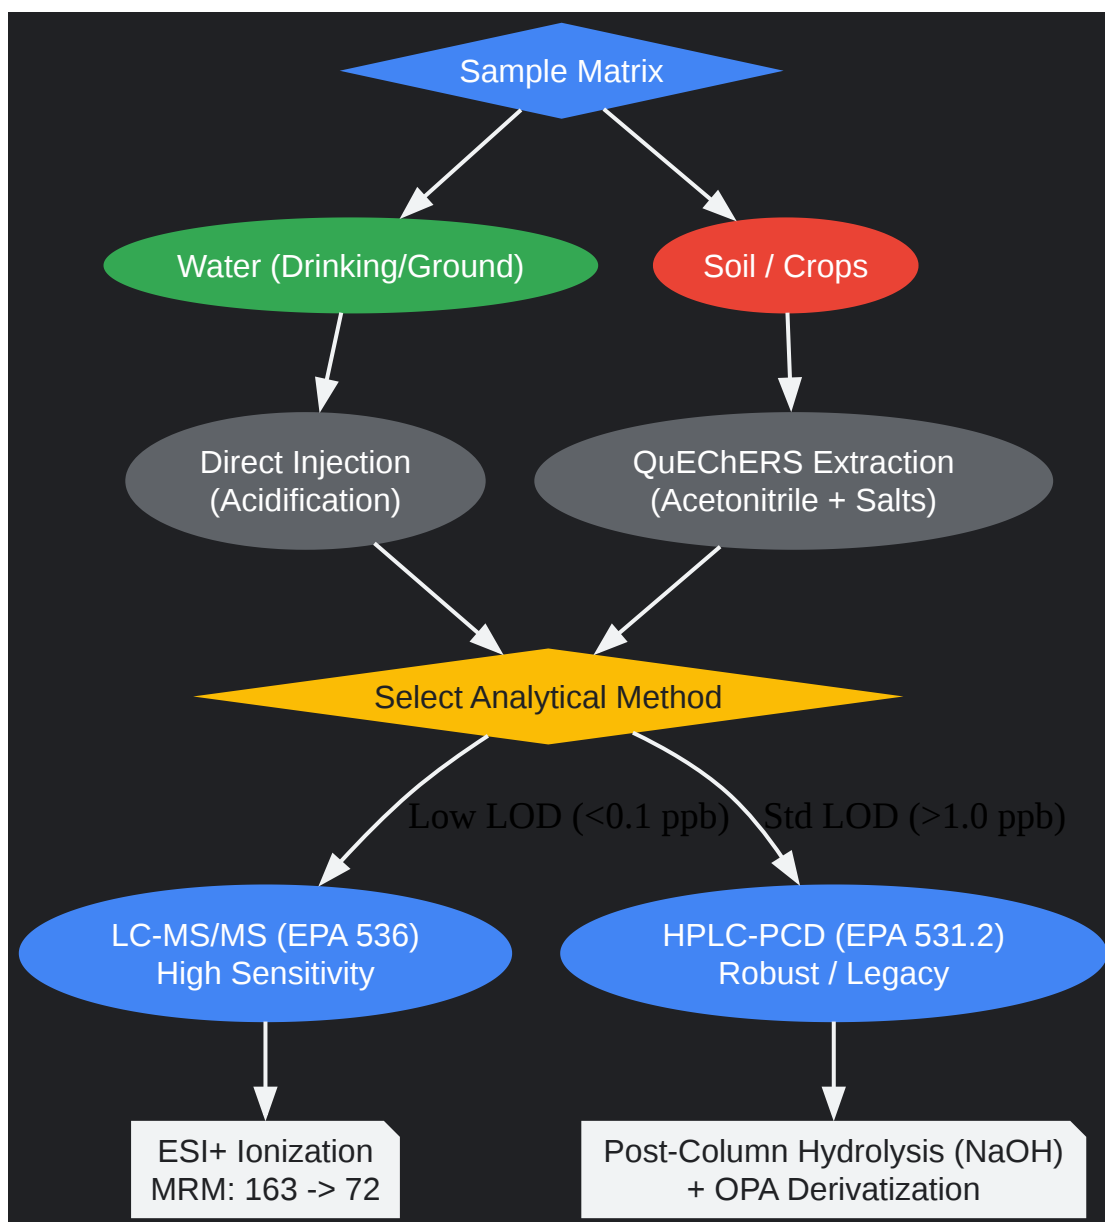 Sample Matrix
Water (Drinking/Ground)
Soil / Crops
Direct Injection
(Acidification)
QuEChERS Extraction
(Acetonitrile + Salts)
Select Analytical Method
Low LOD (<0.1 ppb)
Std LOD (>1.0 ppb)
LC-MS/MS (EPA 536)
High Sensitivity
HPLC-PCD (EPA 531.2)
Robust / Legacy
ESI+ Ionization
MRM: 163 -> 72
Post-Column Hydrolysis (NaOH)
+ OPA Derivatization